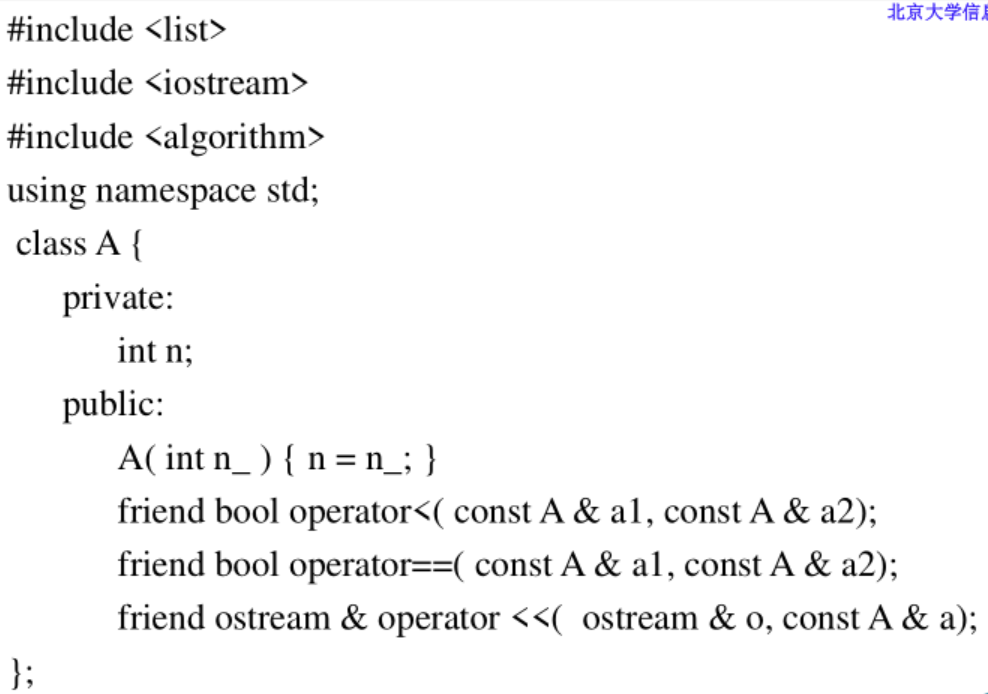 北京大学信息
#include <list>
#include <iostream>
#include <algorithm>
using namespace std;
class A {
private:
int n;
public:
A( int n_ ) { n = n_; }
friend bool operator<( const A & a1, const A & a2);
friend bool operator==( const A & a1, const A & a2);
friend ostream & operator <<( ostream & o, const A & a);
};